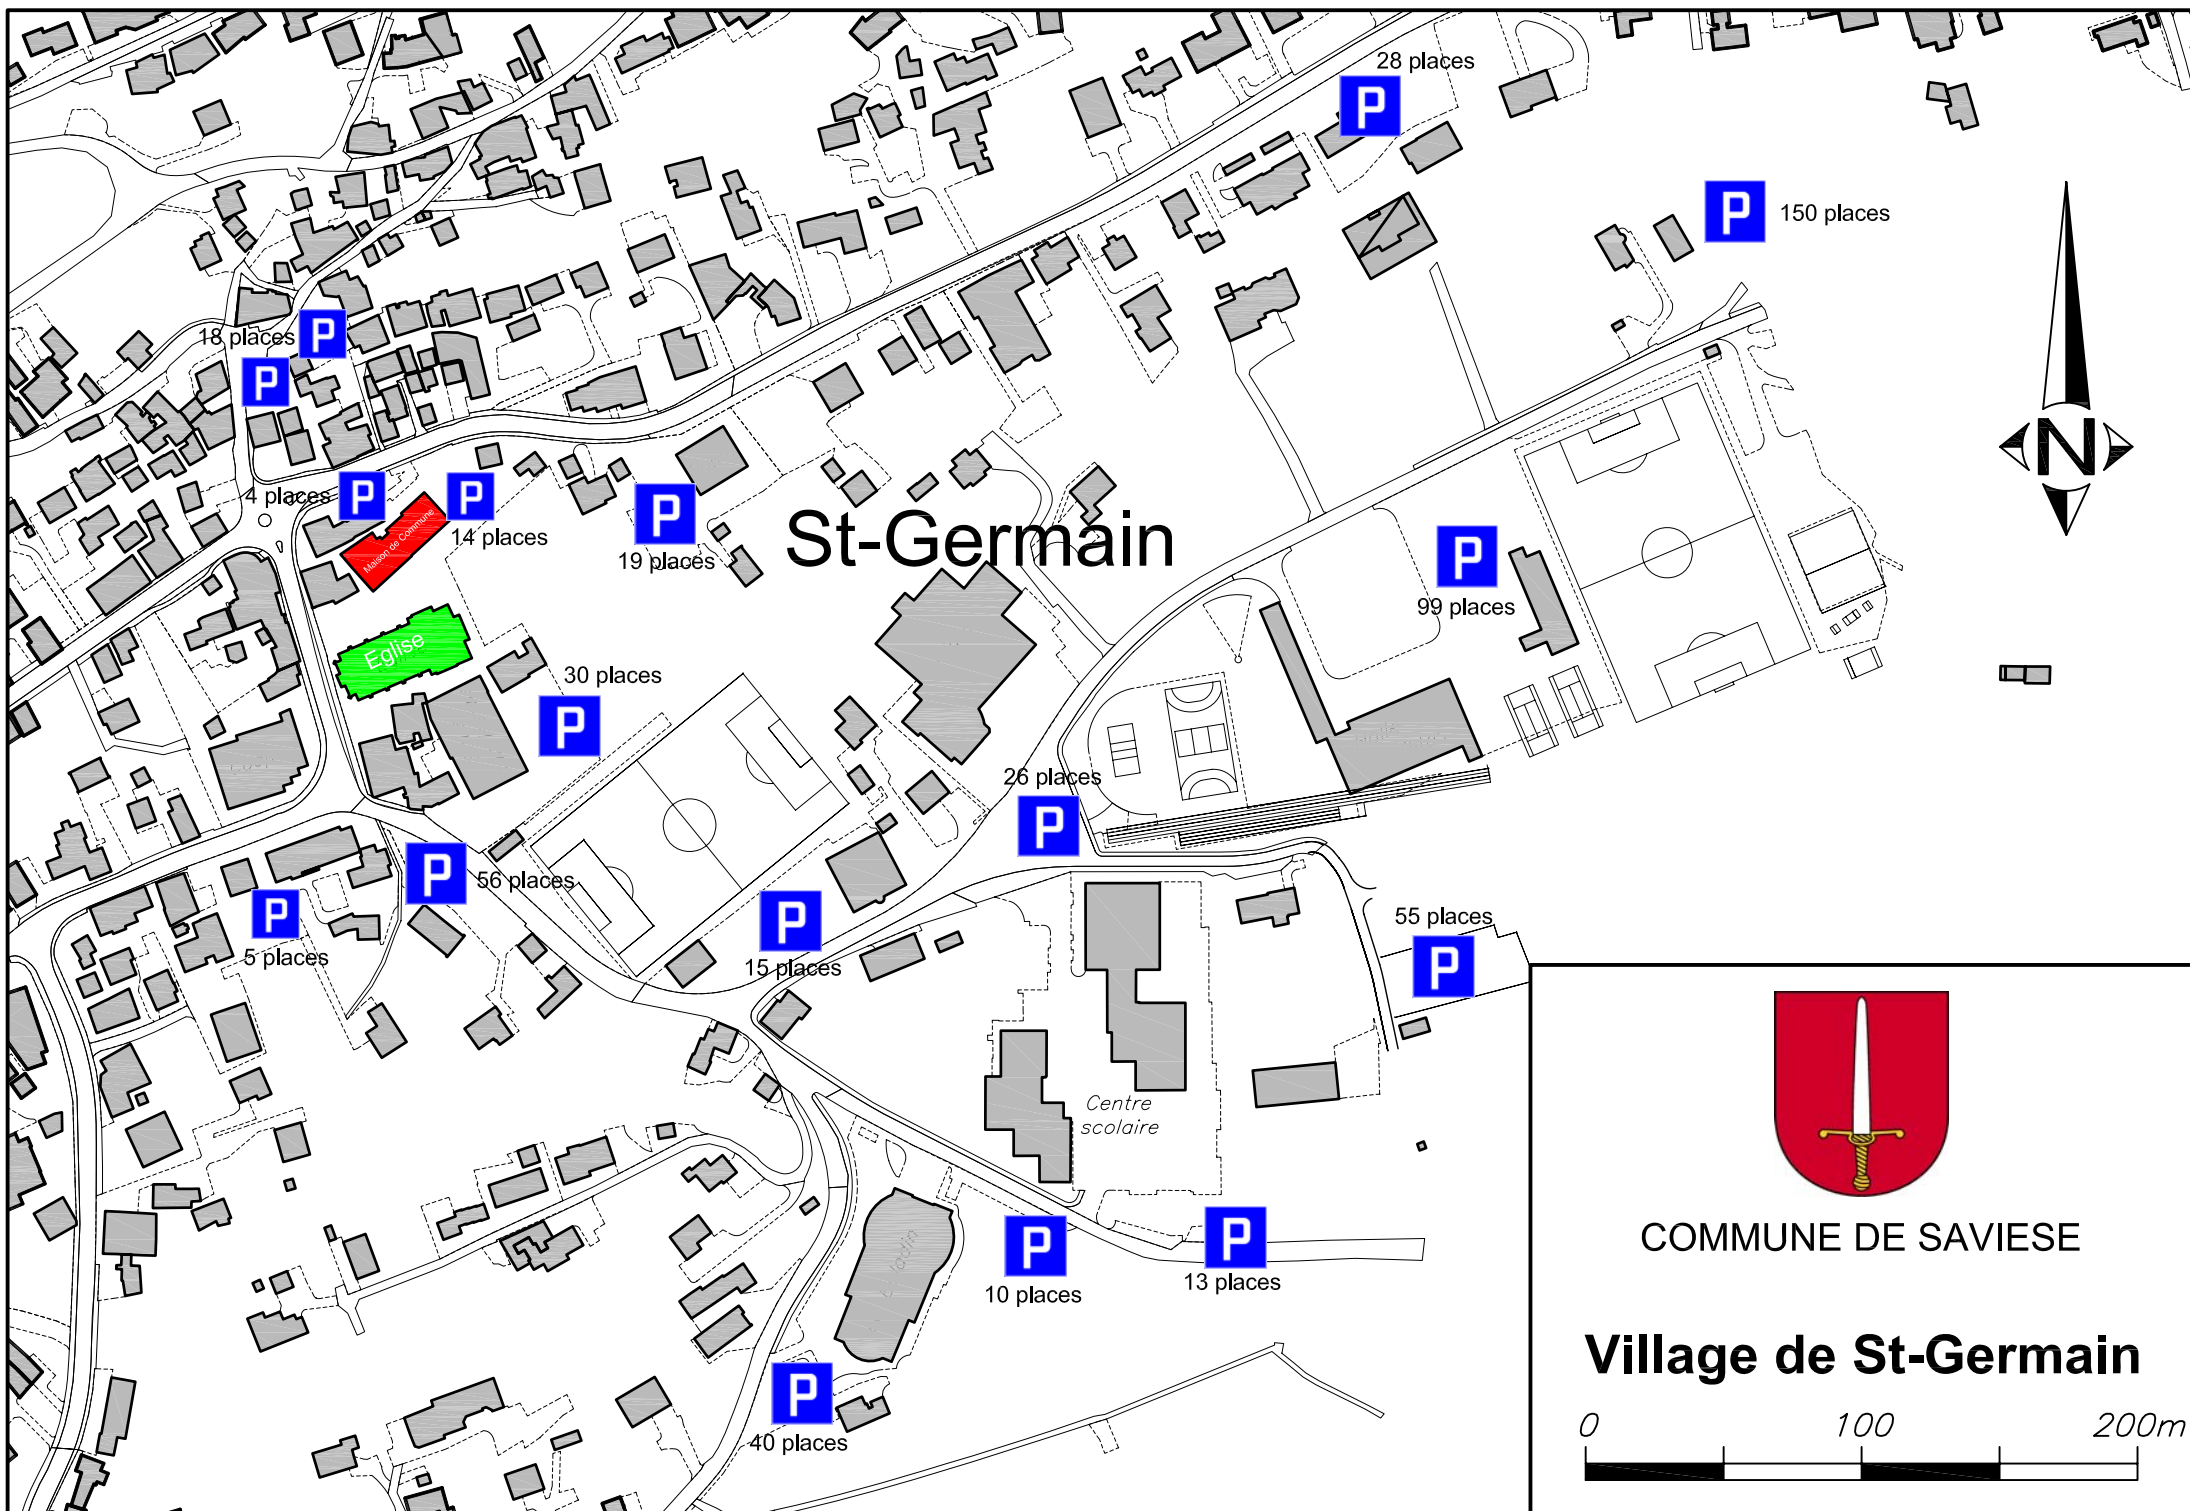 28 places
P
P
150 places
18 places
P
P
4 places
P
P
14 places
Maison de Commune
P
19 places
St-Germain
N
P
99 places
Eglise
30 places
P
26 places
P
P
56 places
P
5 places
P
15 places
55 places
P
Centre
scolaire
P
10 places
P
13 places
P
40 places
COMMUNE DE SAVIESE
Village de St-Germain
0 100 200m